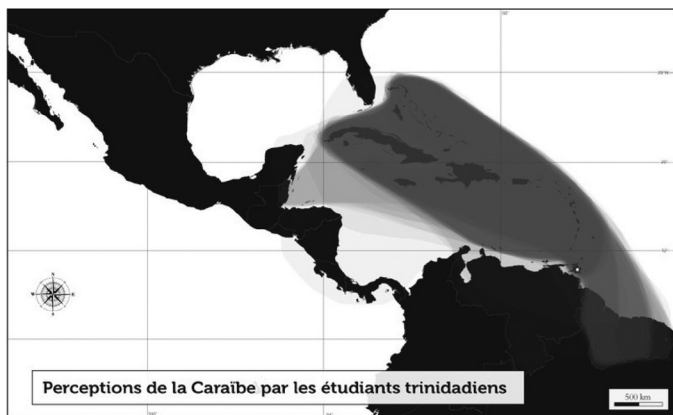 N
W
E
S
Perceptions de la Caraïbe par les étudiants trinidadiens
500 km